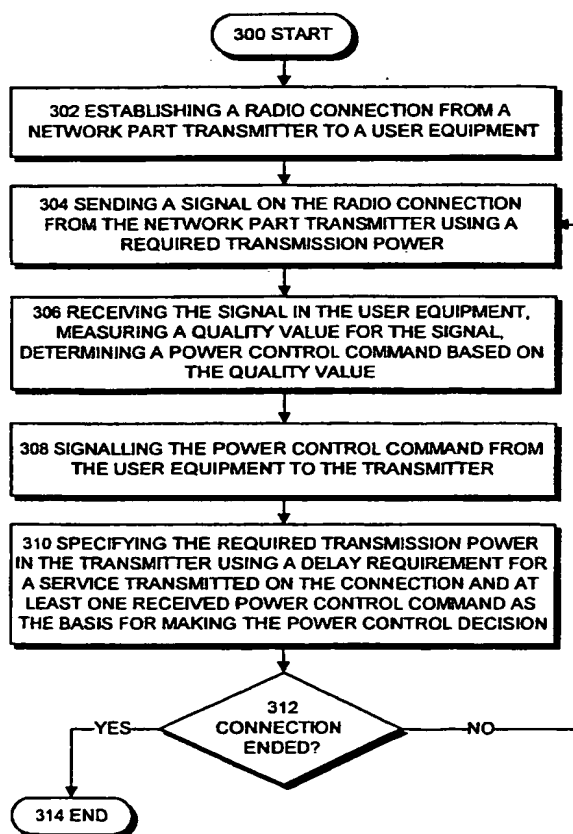 300 START
302 ESTABLISHING A RADIO CONNECTION FROM A
NETWORK PART TRANSMITTER TO A USER EQUIPMENT
304 SENDING A SIGNAL ON THE RADIO CONNECTION
FROM THE NETWORK PART TRANSMITTER USING A
REQUIRED TRANSMISSION POWER
306 RECEIVING THE SIGNAL IN THE USER EQUIPMENT,
MEASURING A QUALITY VALUE FOR THE SIGNAL,
DETERMINING A POWER CONTROL COMMAND BASED ON
THE QUALITY VALUE
308 SIGNALLING THE POWER CONTROL COMMAND FROM
THE USER EQUIPMENT TO THE TRANSMITTER
310 SPECIFYING THE REQUIRED TRANSMISSION POWER
IN THE TRANSMITTER USING A DELAY REQUIREMENT FOR
A SERVICE TRANSMITTED ON THE CONNECTION AND AT
LEAST ONE RECEIVED POWER CONTROL COMMAND AS
THE BASIS FOR MAKING THE POWER CONTROL DECISION
312
CONNECTION
ENDED?
YES
NO
314 END